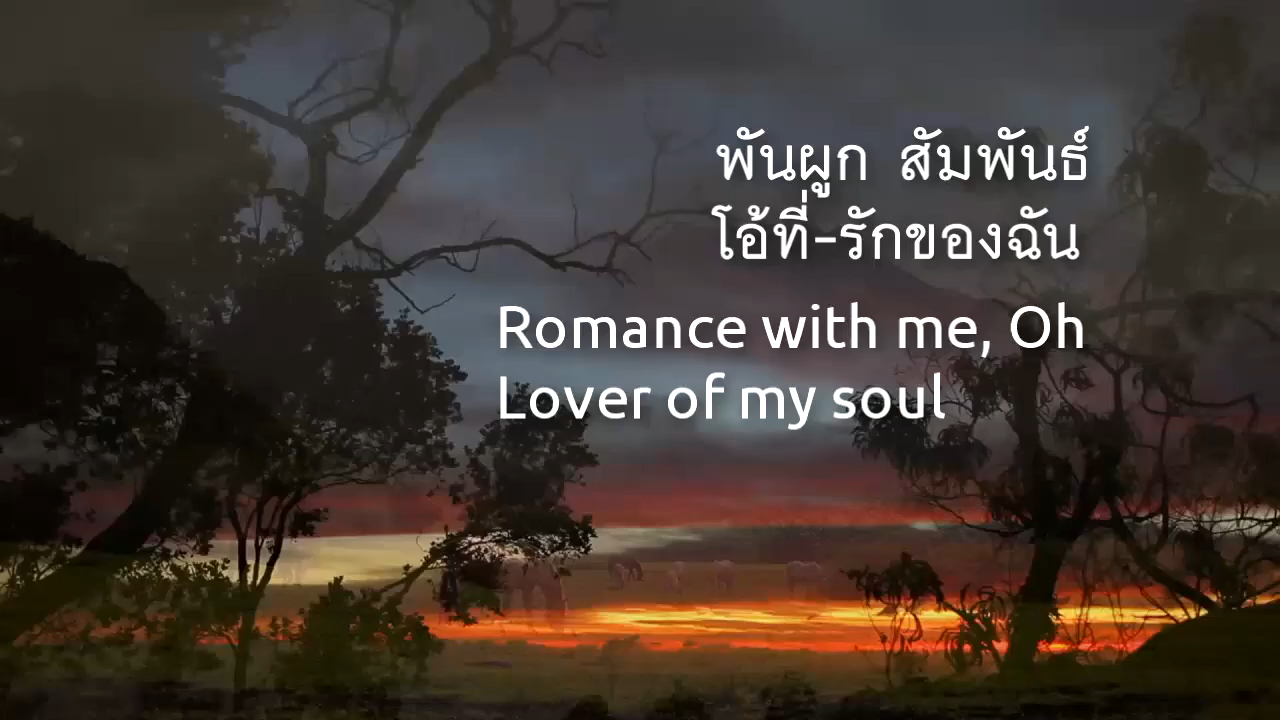 พันผูก สัมพันธ์
โอ้ที่-รักของฉัน
Romance with me, Oh
Lover of my soul